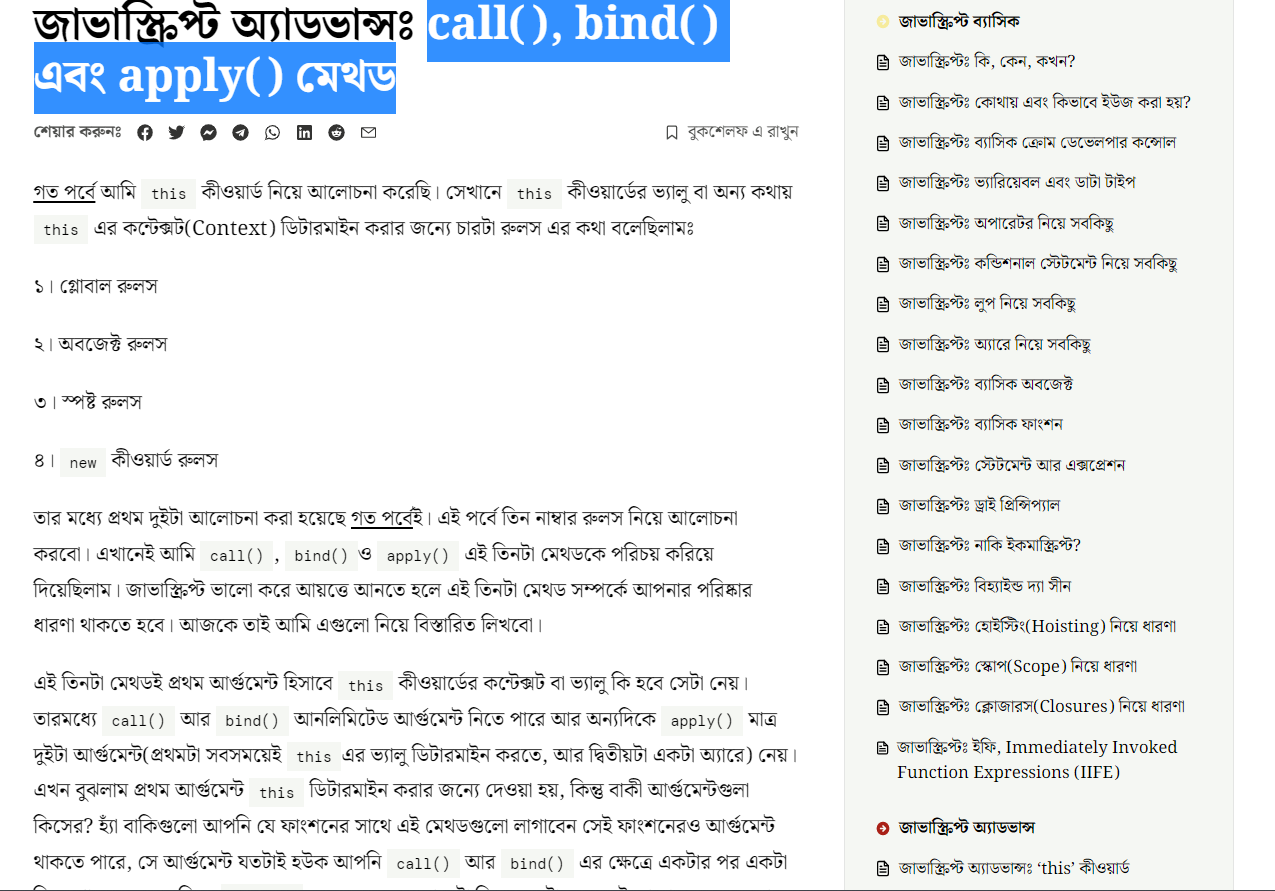 জাভাস্ক্রিপ্ট অ্যাডভান্সঃ call(), bind()
এবং apply() মেথড
শেয়ার করুনঃ
বুকশেলফ এ রাখুন
গত পর্বে আমি this কীওয়ার্ড নিয়ে আলোচনা করেছি। সেখানে this কীওয়ার্ডের ভ্যালু বা অন্য কথায়
this এর কন্টেক্সট(Context) ডিটারমাইন করার জন্যে চারটা রুলস এর কথা বলেছিলামঃ
১। গ্লোবাল রুলস
২। অবজেক্ট রুলস
৩। স্পষ্ট রুলস
৪। new কীওয়ার্ড রুলস
তার মধ্যে প্রথম দুইটা আলোচনা করা হয়েছে গত পর্বেই। এই পর্বে তিন নাম্বার রুলস নিয়ে আলোচনা
করবো। এখানেই আমি call() , bind() ও apply() এই তিনটা মেথডকে পরিচয় করিয়ে
দিয়েছিলাম। জাভাস্ক্রিপ্ট ভালো করে আয়ত্তে আনতে হলে এই তিনটা মেথড সম্পর্কে আপনার পরিষ্কার
ধারণা থাকতে হবে। আজকে তাই আমি এগুলো নিয়ে বিস্তারিত লিখবো।
এই তিনটা মেথডই প্রথম আর্গুমেন্ট হিসাবে this কীওয়ার্ডের কন্টেক্সট বা ভ্যালু কি হবে সেটা নেয়।
তারমধ্যে call() আর bind() আনলিমিটেড আর্গুমেন্ট নিতে পারে আর অন্যদিকে apply() মাত্র
দুইটা আর্গুমেন্ট(প্রথমটা সবসময়েই this এর ভ্যালু ডিটারমাইন করতে, আর দ্বিতীয়টা একটা অ্যারে) নেয়।
এখন বুঝলাম প্রথম আর্গুমেন্ট this ডিটারমাইন করার জন্যে দেওয়া হয়, কিন্তু বাকী আর্গুমেন্টগুলা
কিসের? হ্যাঁ বাকিগুলো আপনি যে ফাংশনের সাথে এই মেথডগুলো লাগাবেন সেই ফাংশনেরও আর্গুমেন্ট
থাকতে পারে, সে আর্গুমেন্ট যতটাই হউক আপনি call() আর bind() এর ক্ষেত্রে একটার পর একটা
জাভাস্ক্রিপ্ট ব্যাসিক
জাভাস্ক্রিপ্টঃ কি, কেন, কখন?
জাভাস্ক্রিপ্টঃ কোথায় এবং কিভাবে ইউজ করা হয়?
জাভাস্ক্রিপ্টঃ ব্যাসিক ক্রোম ডেভেলপার কন্সোল
জাভাস্ক্রিপ্টঃ ভ্যারিয়েবল এবং ডাটা টাইপ
জাভাস্ক্রিপ্টঃ অপারেটর নিয়ে সবকিছু
জাভাস্ক্রিপ্টঃ কন্ডিশনাল স্টেটমেন্ট নিয়ে সবকিছু
জাভাস্ক্রিপ্টঃ লুপ নিয়ে সবকিছু
জাভাস্ক্রিপ্টঃ অ্যারে নিয়ে সবকিছু
জাভাস্ক্রিপ্টঃ ব্যাসিক অবজেক্ট
জাভাস্ক্রিপ্টঃ ব্যাসিক ফাংশন
জাভাস্ক্রিপ্টঃ স্টেটমেন্ট আর এক্সপ্রেশন
জাভাস্ক্রিপ্টঃ ড্রাই প্রিন্সিপ্যাল
জাভাস্ক্রিপ্টঃ নাকি ইকমাস্ক্রিপ্ট?
জাভাস্ক্রিপ্টঃ বিহ্যাইন্ড দ্যা সীন
জাভাস্ক্রিপ্টঃ হোইস্টিং(Hoisting) নিয়ে ধারণা
জাভাস্ক্রিপ্টঃ স্কোপ(Scope) নিয়ে ধারণা
জাভাস্ক্রিপ্টঃ ক্লোজারস(Closures) নিয়ে ধারণা
জাভাস্ক্রিপ্টঃ ইফি, Immediately Invoked
Function Expressions (IIFE)
জাভাস্ক্রিপ্ট অ্যাডভান্স
জাভাস্ক্রিপ্ট অ্যাডভান্সঃ ‘this’ কীওয়ার্ড